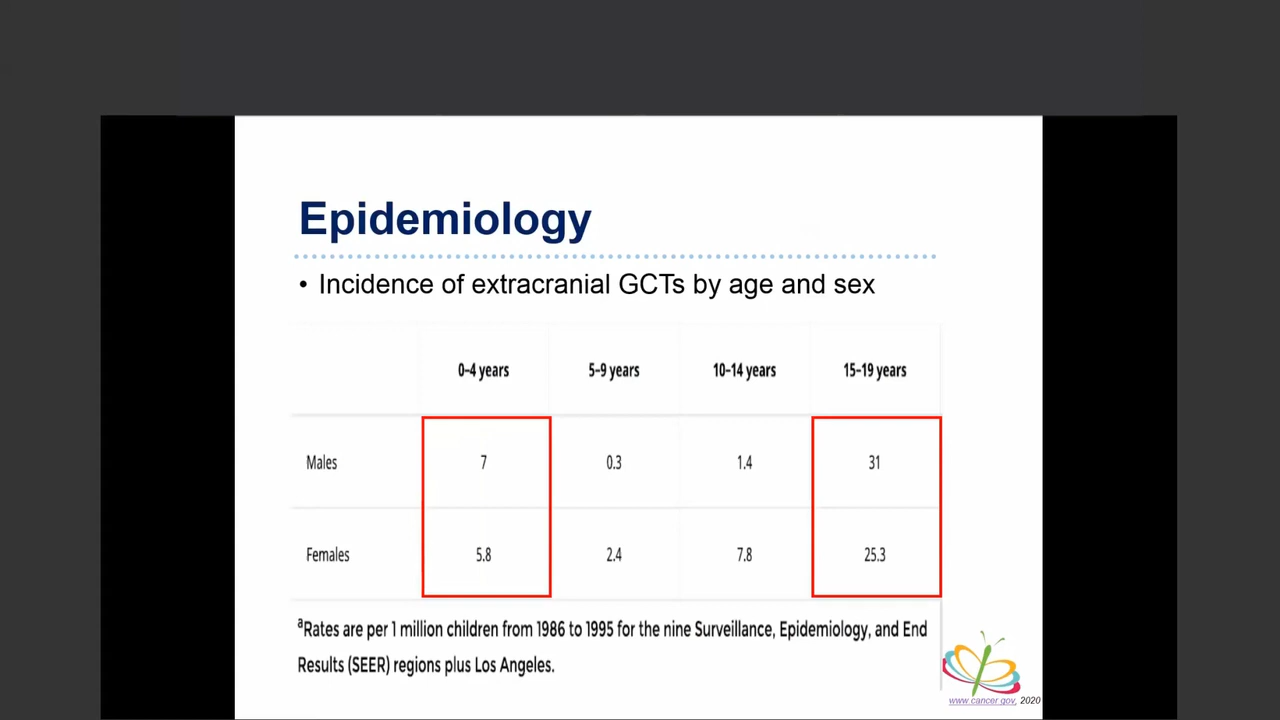 Epidemiology
• Incidence of extracranial GCTs by age and sex
0-4 years 5-9 years 10-14 years 15-19 years
Males 7 0.3 1.4 31
Females 5.8 2.4 7.8 25.3
aRates are per 1 million children from 1986 to 1995 for the nine Surveillance, Epidemiology, and End
Results (SEER) regions plus Los Angeles.
www.cancer.gov, 2020